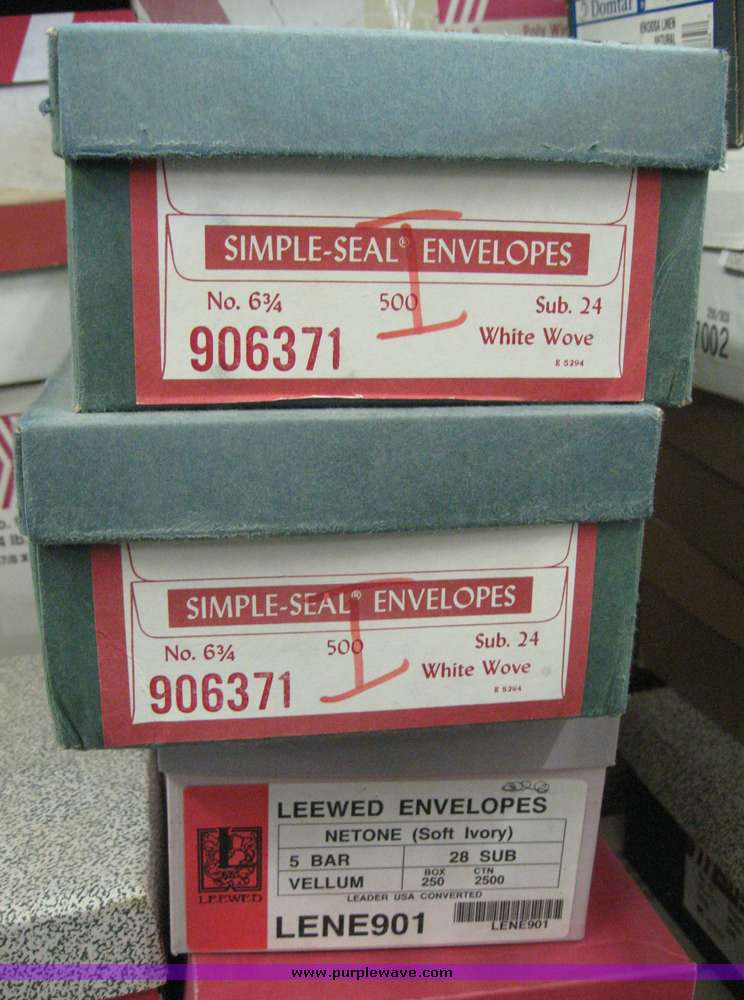 Domtar
SIMPLE-SEAL® ENVELOPES
No. 6¾ 500 Sub. 24
906371 White Wove
E 5294
I
7002
SIMPLE-SEAL® ENVELOPES
No. 6¾ 500 Sub. 24
906371 White Wove
E 5294
I
LEEWED ENVELOPES
NETONE (Soft Ivory)
5 BAR 28 SUB
VELLUM BOX 250 CTN 2500
LEADER USA CONVERTED
L
LEEWED
LENE901
LENE901
www.purplewave.com